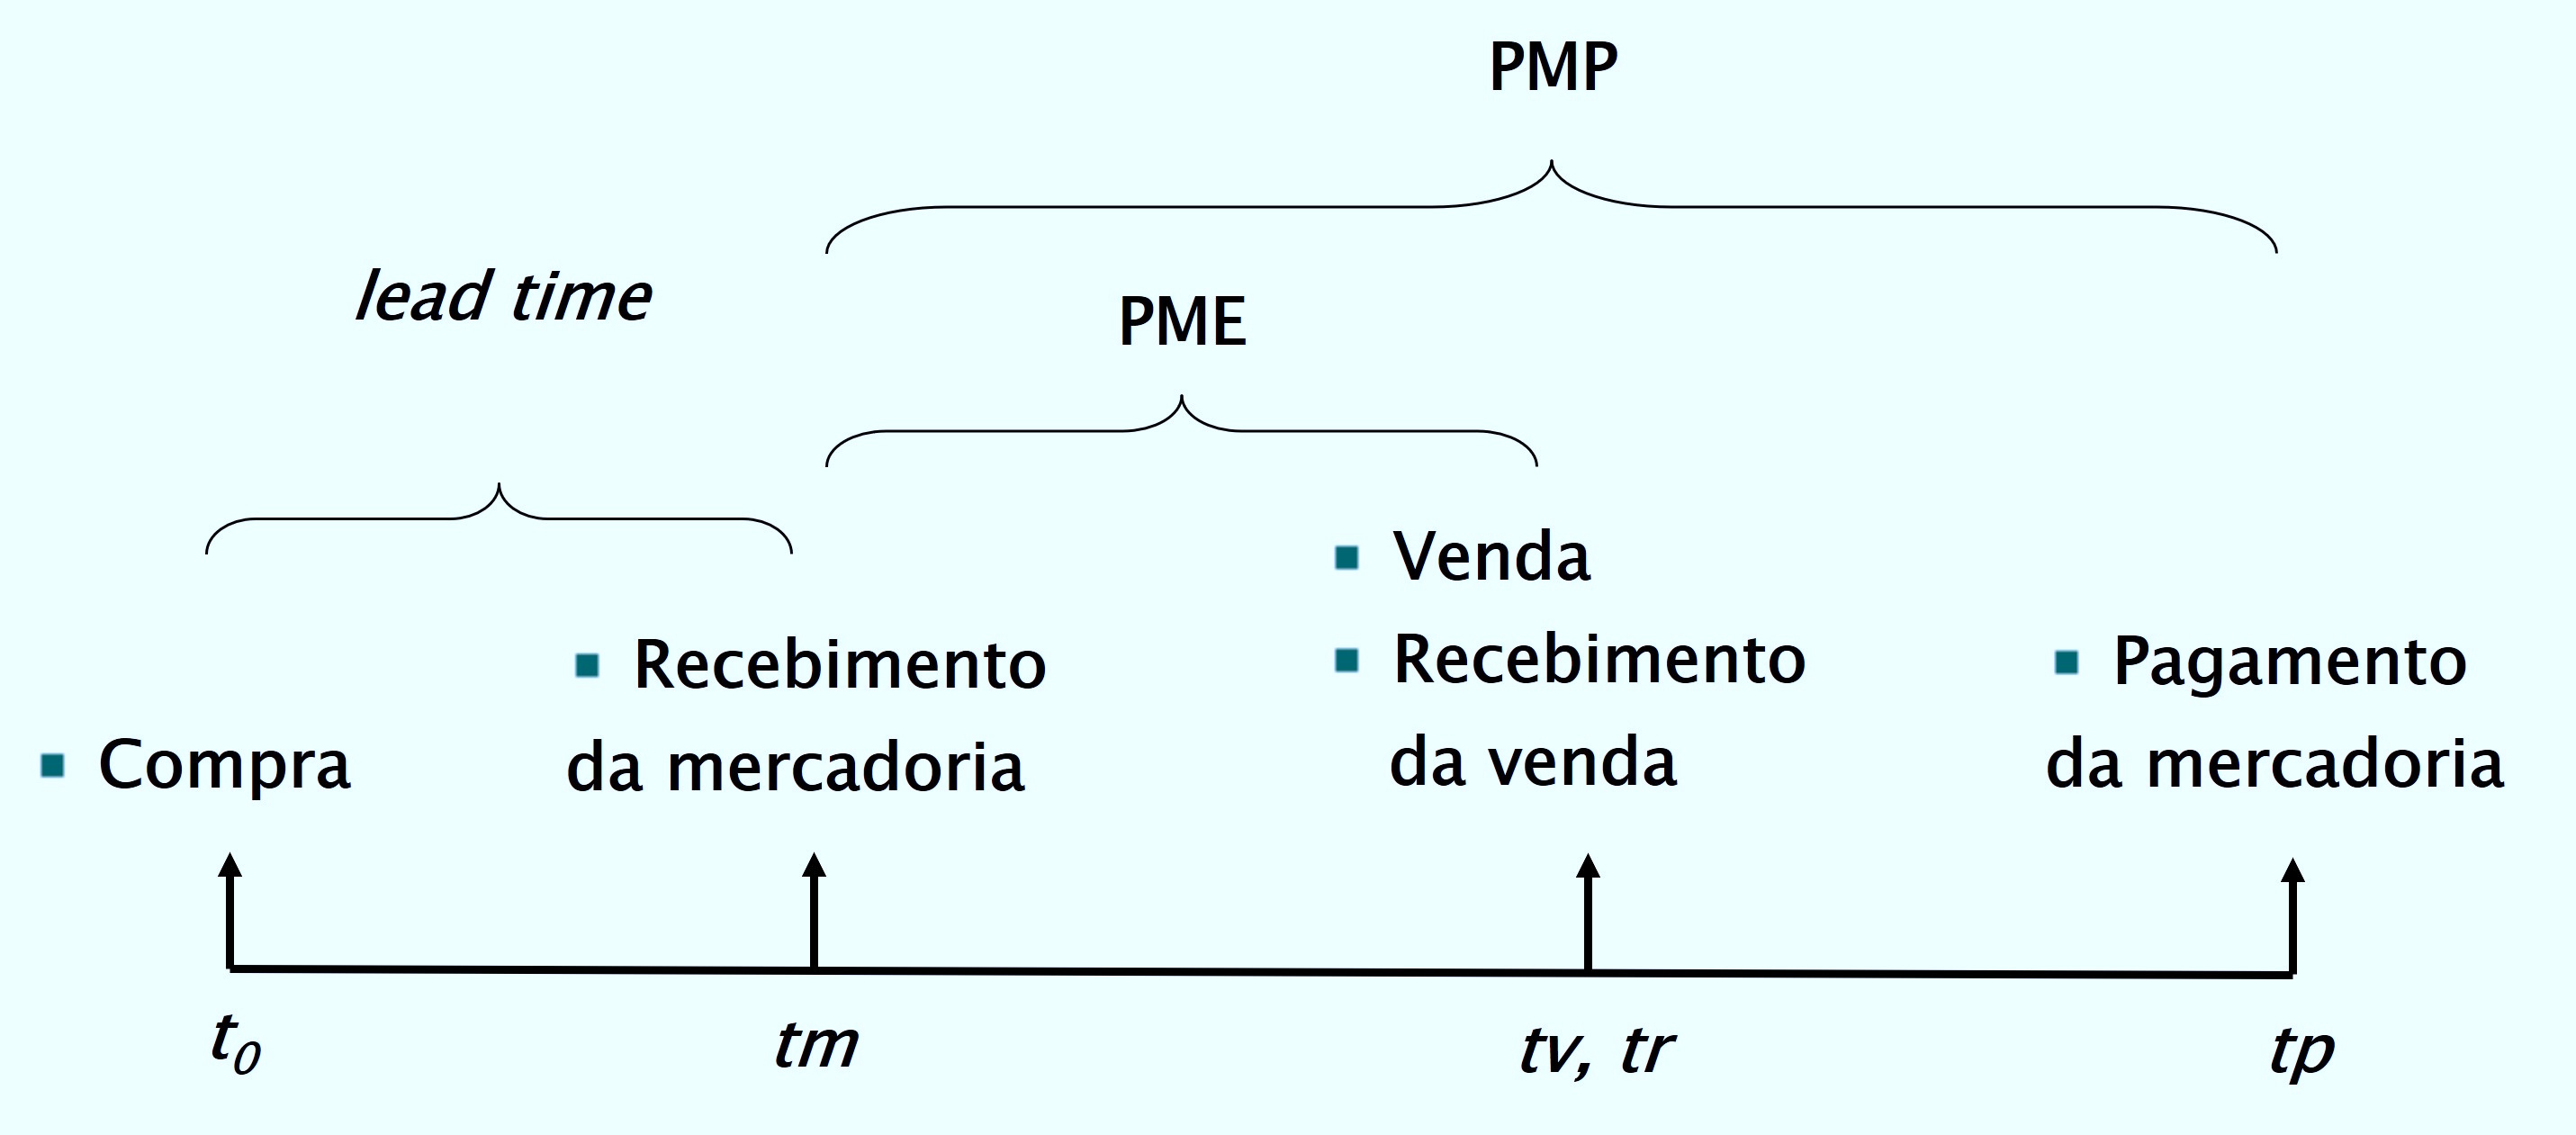 PMP
lead time
PME
▪ Venda
▪ Recebimento
da venda
▪ Recebimento
da mercadoria
▪ Pagamento
da mercadoria
▪ Compra
t0
tm
tv, tr
tp